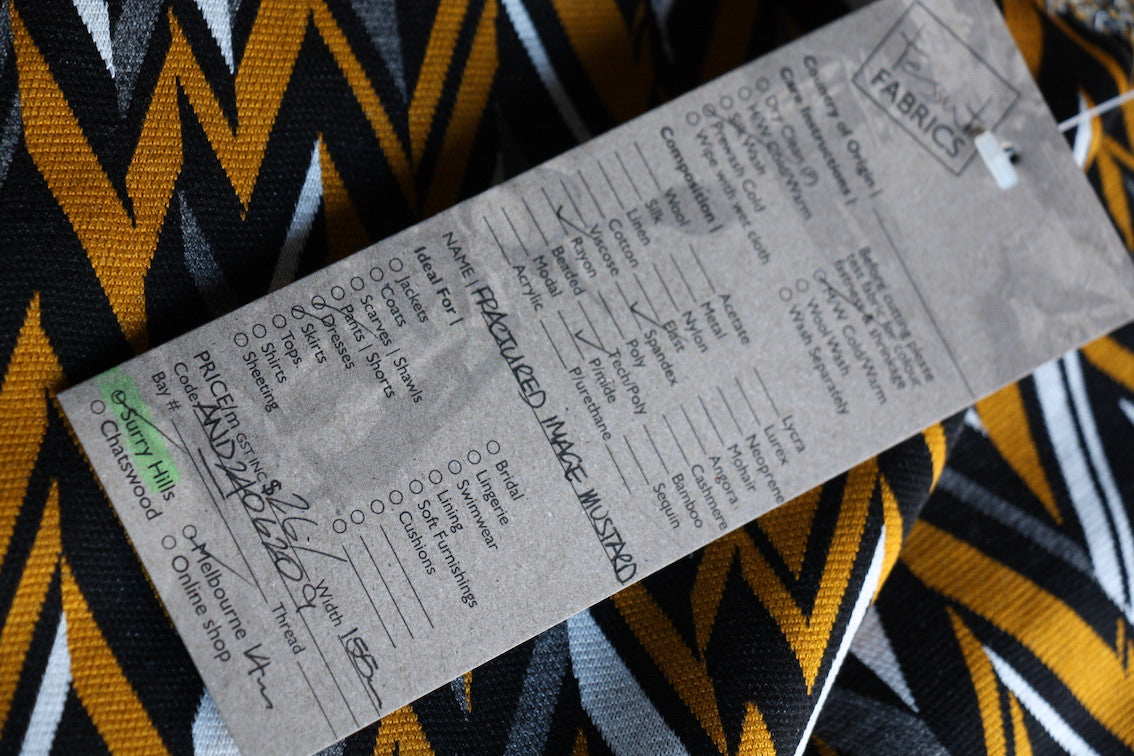 FABRICS
Country of Origin |
Care Instructions |
Dry Clean (P)
H/W Cold/Warm
Silk Wash
Prewash Cold
Wipe with wet cloth
Before cutting please
test fabric for colour
fastness & shrinkage
H/W Cold/Warm
Wool Wash
Wash Separately
Composition |
Wool
Silk
Linen
Cotton
Viscose
Rayon
Beaded
Modal
Acrylic
Acetate
Metal
Nylon
Elast
Spandex
Poly
Tech/Poly
P/imide
P/urethane
Lycra
Lurex
Neoprene
Mohair
Angora
Cashmere
Bamboo
Sequin
NAME | FRACTURED IMAGE MUSTARD
Ideal For |
Jackets
Coats
Scarves | Shawls
Pants | Shorts
Dresses
Skirts
Tops
Shirts
Sheeting
Bridal
Lingerie
Swimwear
Lining
Soft Furnishings
Cushions
PRICE/m GST INC $ 26.-/ Width 155
Code AND2406209
Bay # Thread
Surry Hills
Chatswood
Melbourne
Online shop